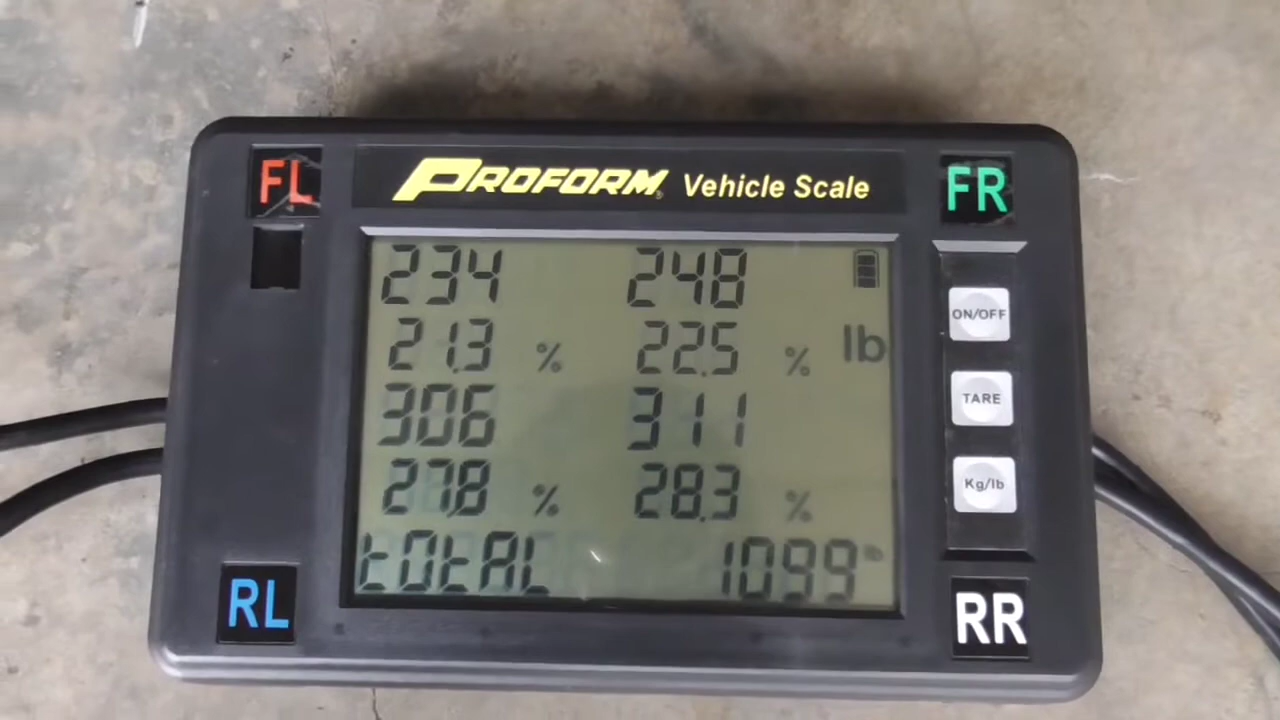 FL PROFORM® Vehicle Scale FR
234 248
21.3 % 22.5 % lb
306 311
27.8 % 28.3 %
tOtAL 1099
ON/OFF
TARE
Kg/lb
RL RR